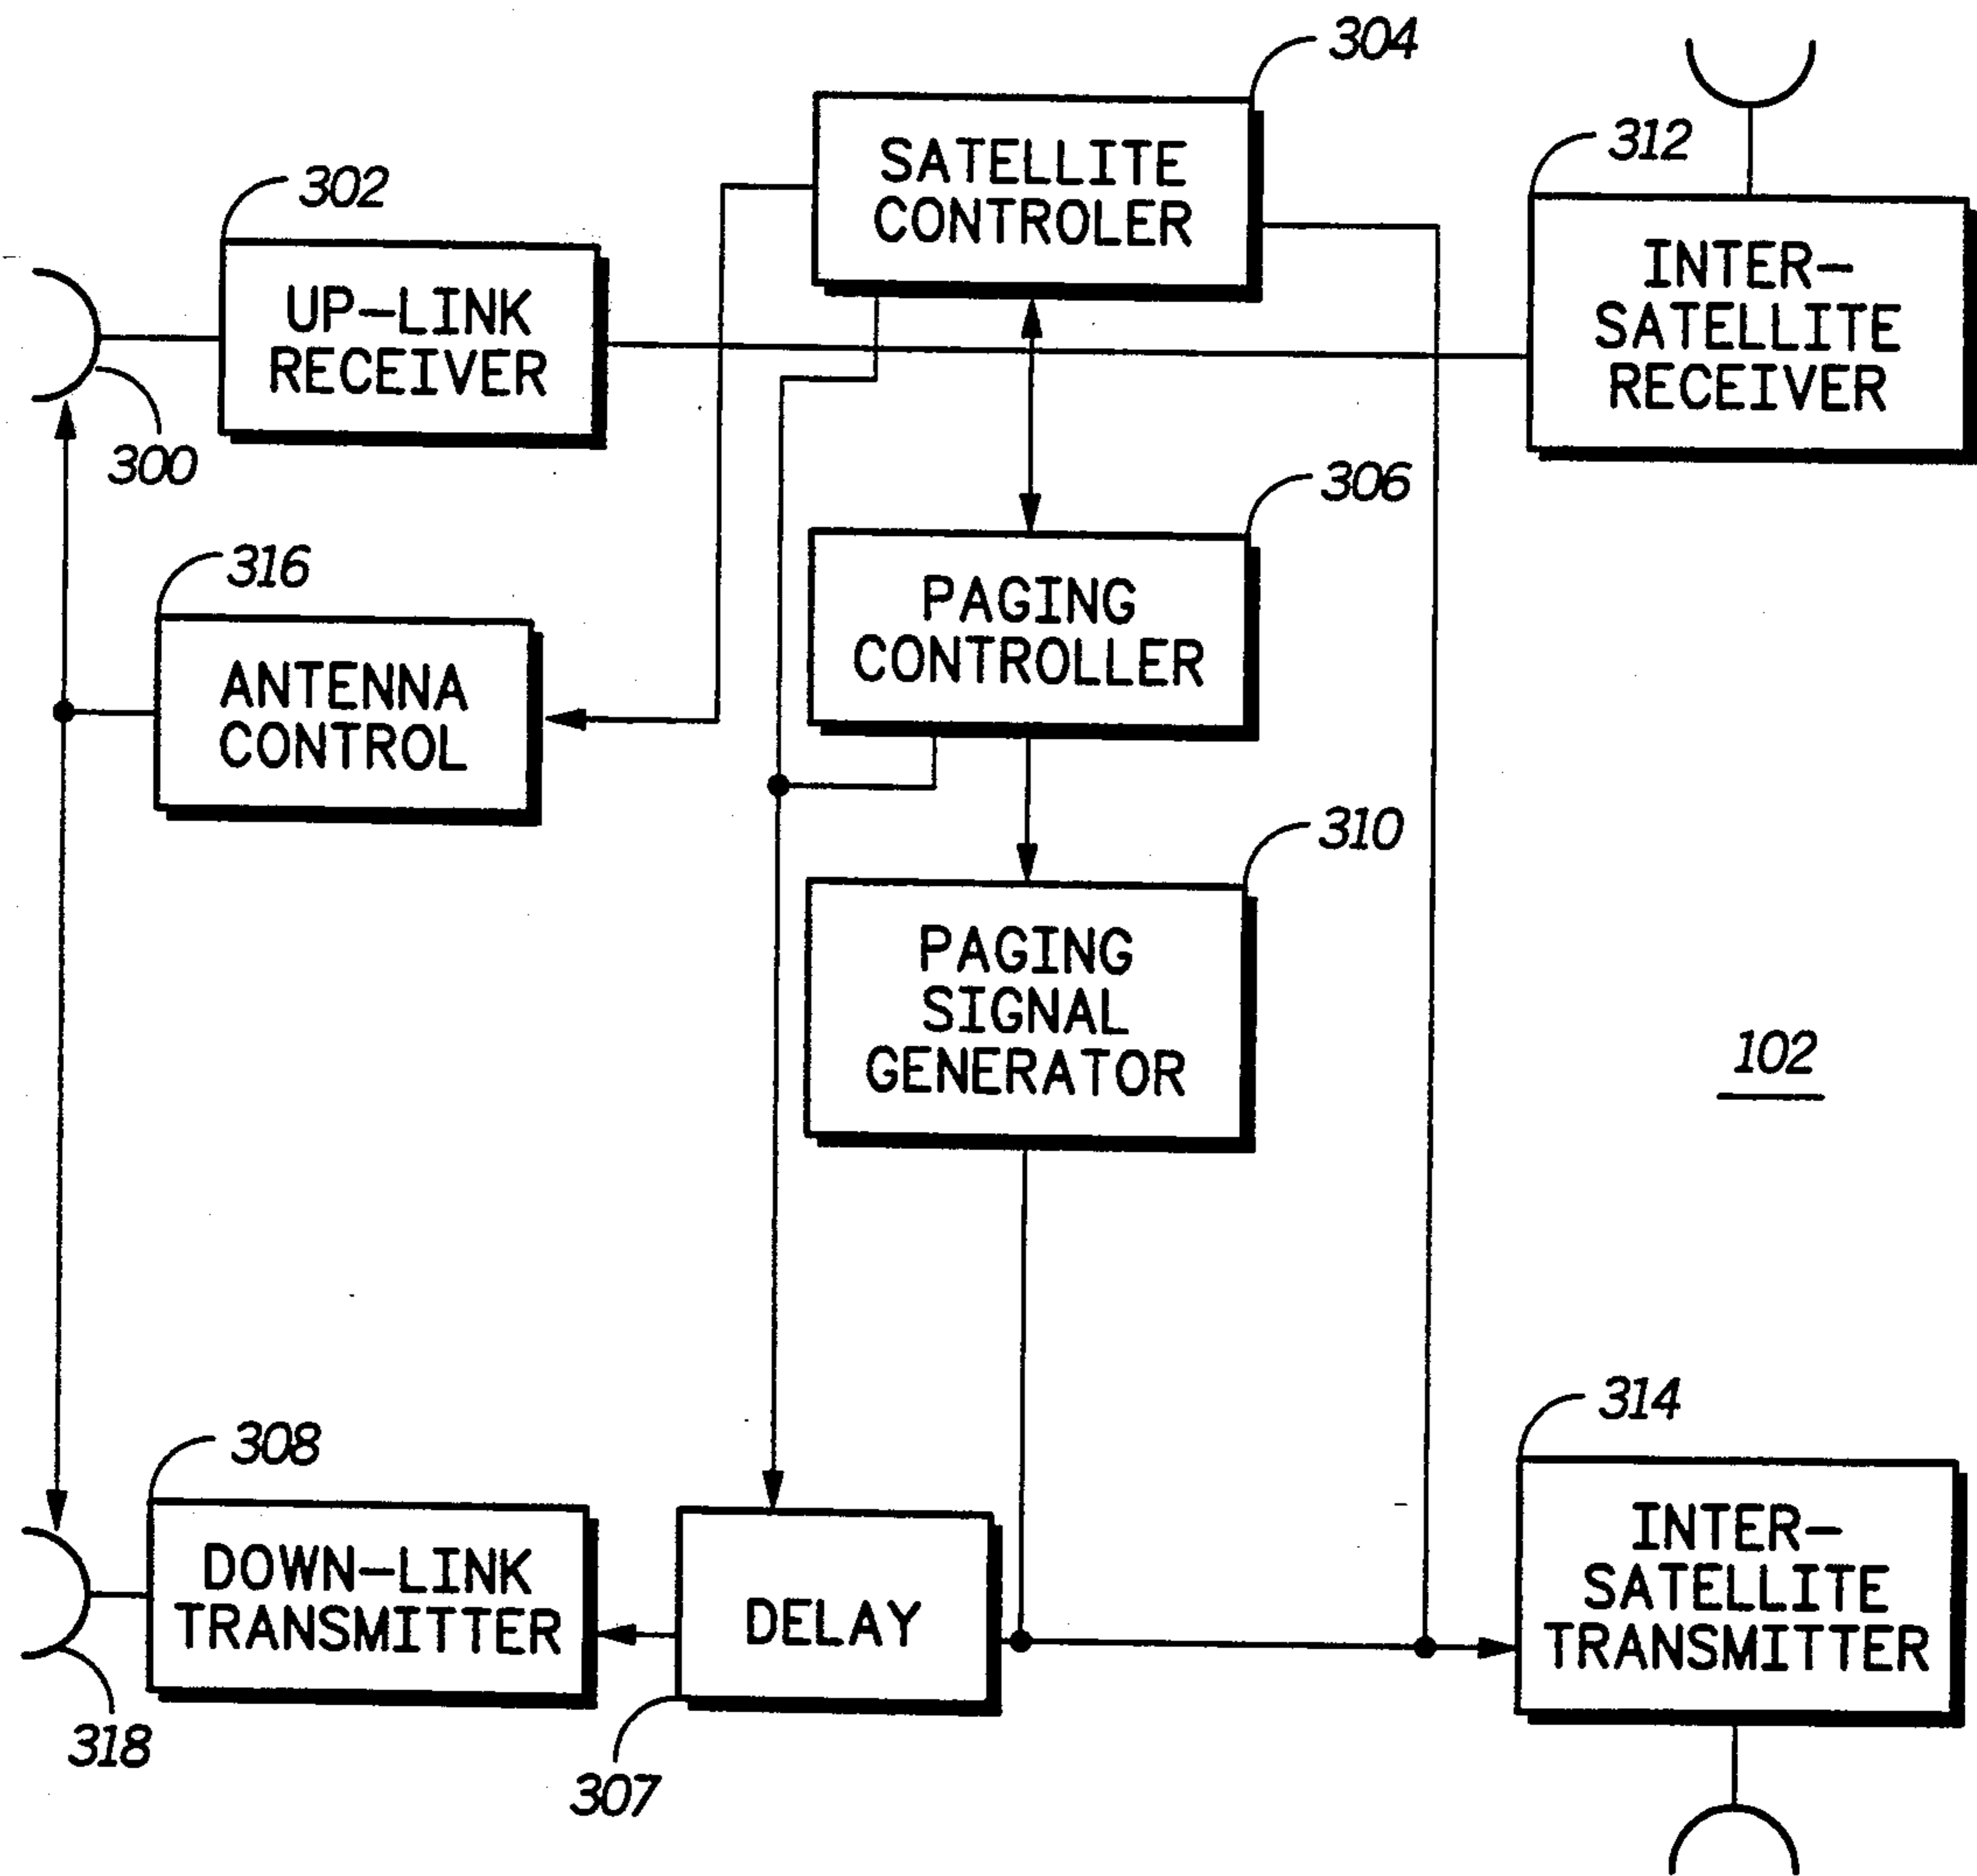 304
SATELLITE
CONTROLER
312
INTER-
SATELLITE
RECEIVER
302
UP-LINK
RECEIVER
300
306
PAGING
CONTROLLER
316
ANTENNA
CONTROL
310
PAGING
SIGNAL
GENERATOR
102
314
INTER-
SATELLITE
TRANSMITTER
308
DOWN-LINK
TRANSMITTER
DELAY
318
307